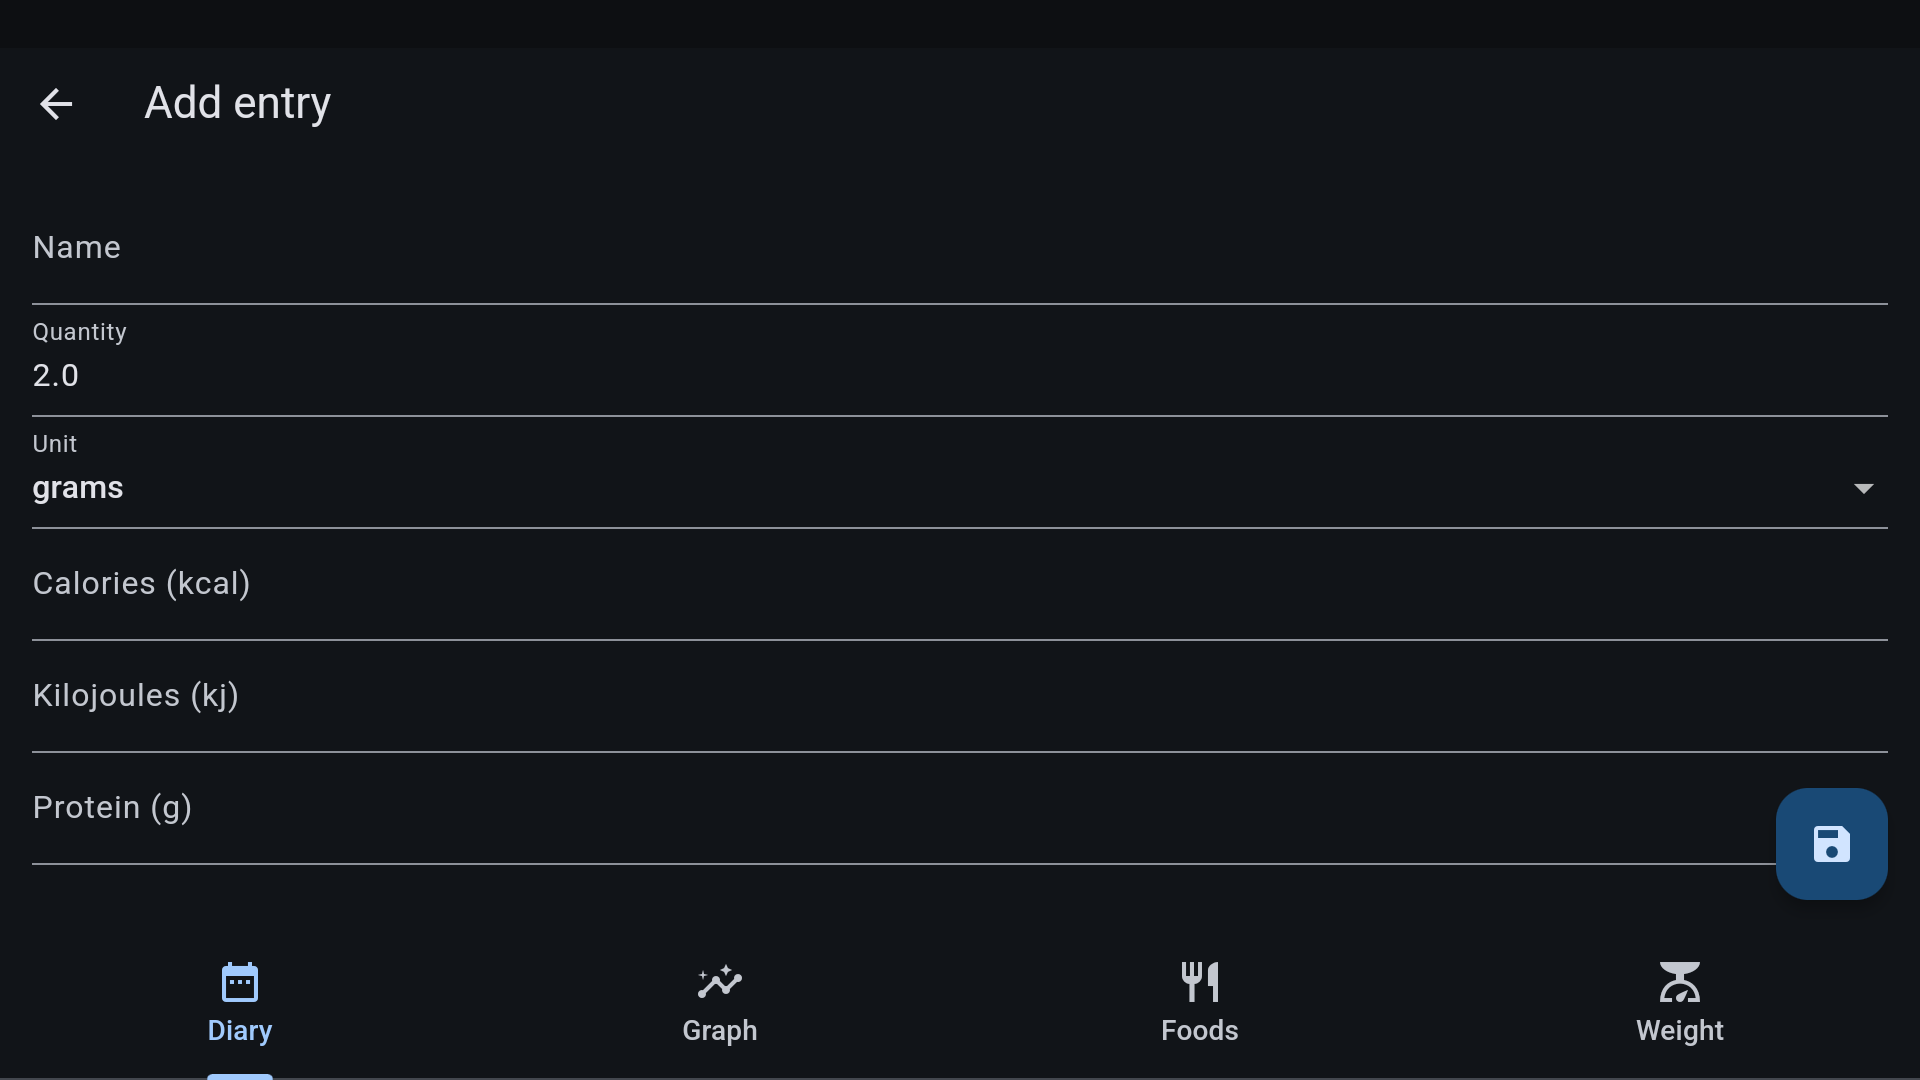 Add entry
Name
Quantity
2.0
Unit
grams
Calories (kcal)
Kilojoules (kj)
Protein (g)
Diary
Graph
Foods
Weight